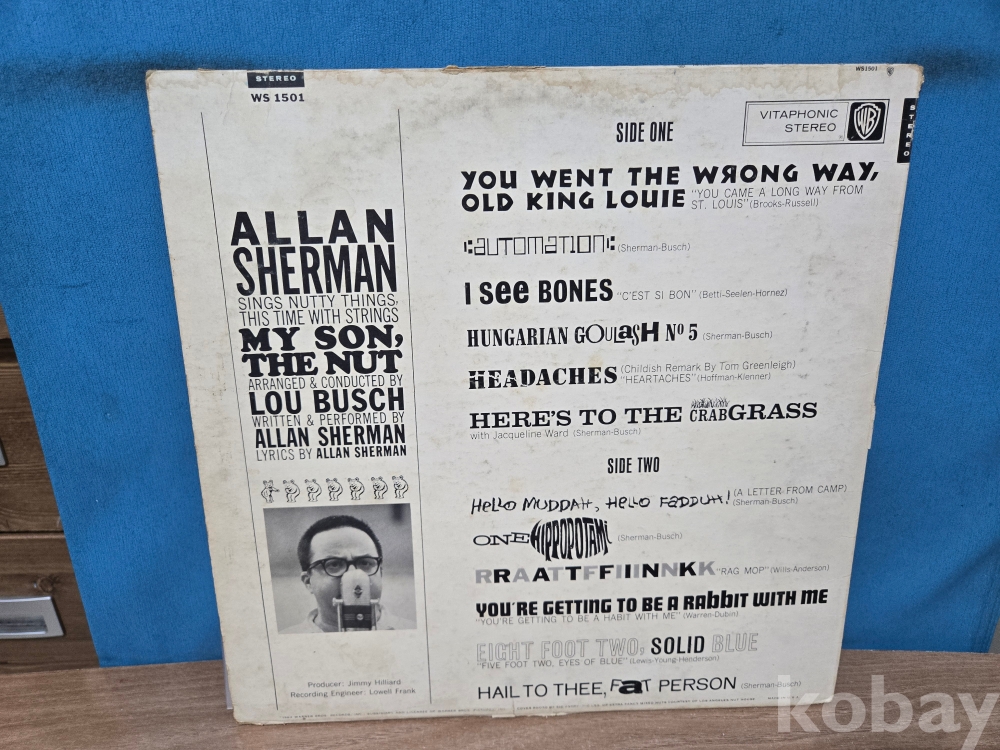 STEREO
WS 1501
WS1501
STEREO
VITAPHONIC
STEREO
WB
ALLAN
SHERMAN
SINGS NUTTY THINGS,
THIS TIME WITH STRINGS
MY SON,
THE NUT
ARRANGED & CONDUCTED BY
LOU BUSCH
WRITTEN & PERFORMED BY
ALLAN SHERMAN
LYRICS BY ALLAN SHERMAN
Producer: Jimmy Hilliard
Recording Engineer: Lowell Frank
SIDE ONE
YOU WENT THE WRONG WAY,
OLD KING LOUIE "YOU CAME A LONG WAY FROM
ST. LOUIS" (Brooks-Russell)
AUTOMATION (Sherman-Busch)
I See BONES "C'EST SI BON" (Betti-Seelen-Hornez)
HUNGARIAN GOULASH Nº 5 (Sherman-Busch)
HEADACHES (Childish Remark By Tom Greenleigh)
"HEARTACHES" (Hoffman-Klenner)
HERE'S TO THE CRABGRASS
with Jacqueline Ward (Sherman-Busch)
SIDE TWO
HELLO MUDDAH, HELLO FADDUH! (A LETTER FROM CAMP)
(Sherman-Busch)
ONE HIPPOPOTAMI (Sherman-Busch)
RRAATTFFIIINNKK "RAG MOP" (Wills-Anderson)
YOU'RE GETTING TO BE A RABBIT WITH ME
"YOU'RE GETTING TO BE A HABIT WITH ME" (Warren-Dubin)
EIGHT FOOT TWO, SOLID BLUE
"FIVE FOOT TWO, EYES OF BLUE" (Lewis-Young-Henderson)
HAIL TO THEE, FAT PERSON (Sherman-Busch)
kobay